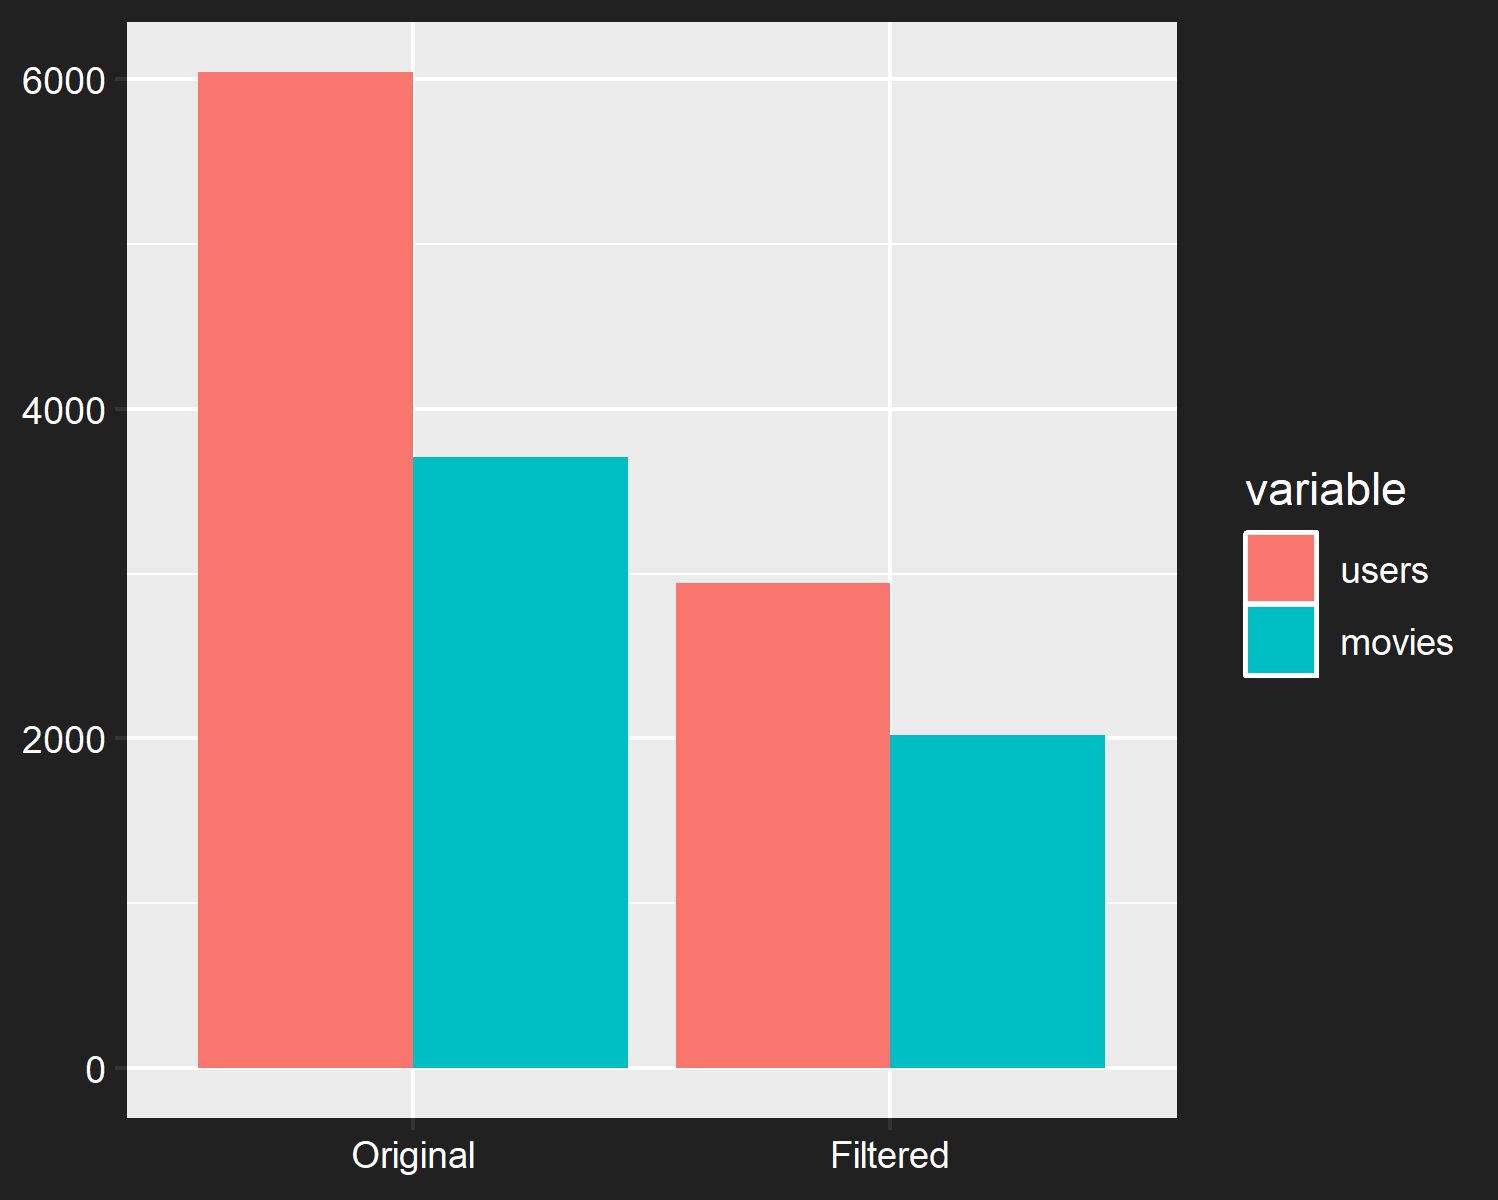 6000
4000
2000
0
Original
Filtered
variable
users
movies